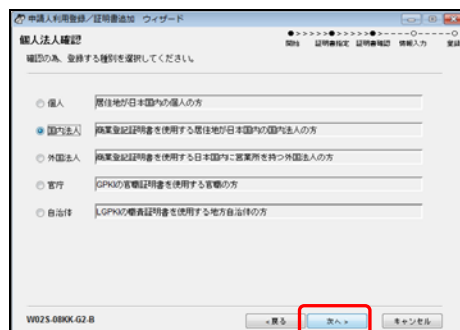 申請人利用登録／証明書追加 ウィザード
個人法人確認
開始 証明書指定 証明書確認 情報入力 登録
確認の為、登録する種別を選択してください。
個人 居住地が日本国内の個人の方
国内法人 商業登記証明書を使用する居住地が日本国内の国内法人の方
外国法人 商業登記証明書を使用する日本国内に営業所を持つ外国法人の方
官庁 GPKIの官職証明書を使用する官職の方
自治体 LGPKIの職責証明書を使用する地方自治体の方
W02S-08KK-G2-B
<戻る 次へ> キャンセル